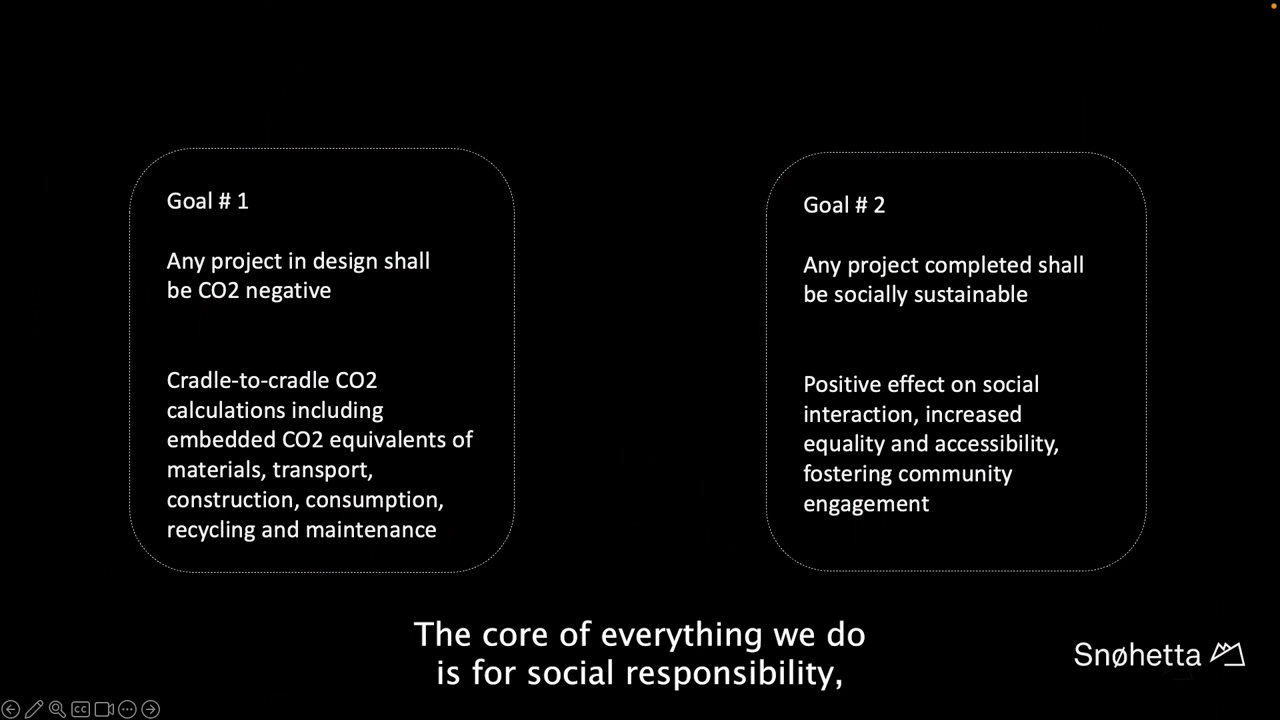 Goal # 1
Any project in design shall
be CO2 negative
Cradle-to-cradle CO2
calculations including
embedded CO2 equivalents of
materials, transport,
construction, consumption,
recycling and maintenance
Goal # 2
Any project completed shall
be socially sustainable
Positive effect on social
interaction, increased
equality and accessibility,
fostering community
engagement
The core of everything we do
is for social responsibility,
Snøhetta
CC